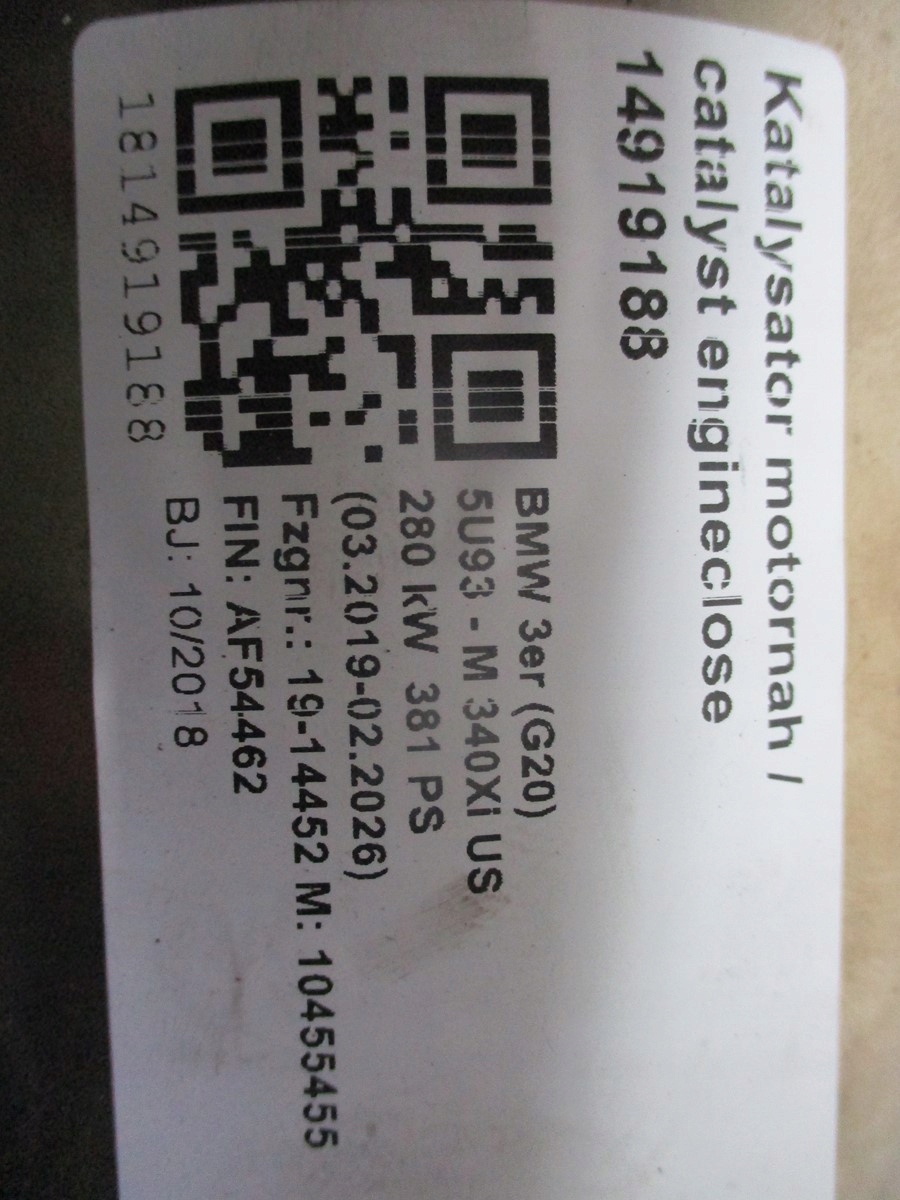 Katalysator motornah /
catalyst engineclose
14919188
BMW 3er (G20)
5U93 - M 340Xi US
280 kW 381 PS
(03.2019-02.2026)
Fzgnr.: 19-14452 M: 10455455
FIN: AF54462
BJ: 10/2018
1814919188